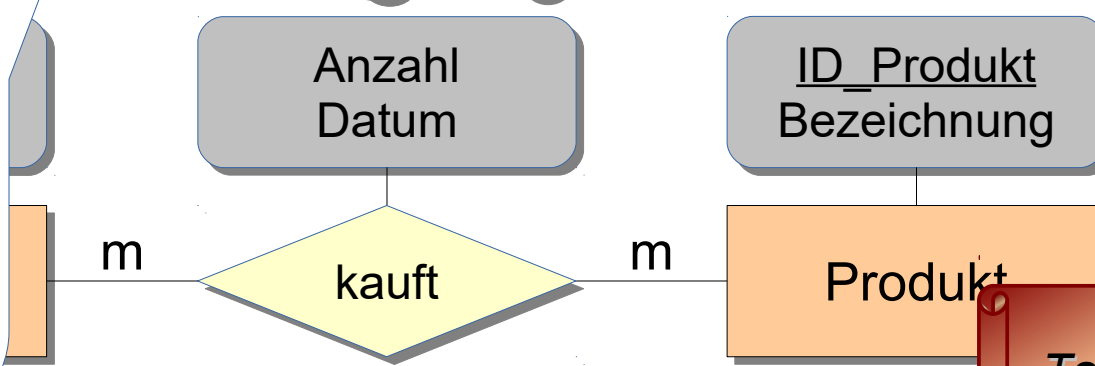 Anzahl
Datum
ID_Produkt
Bezeichnung
m
kauft
m
Produkt